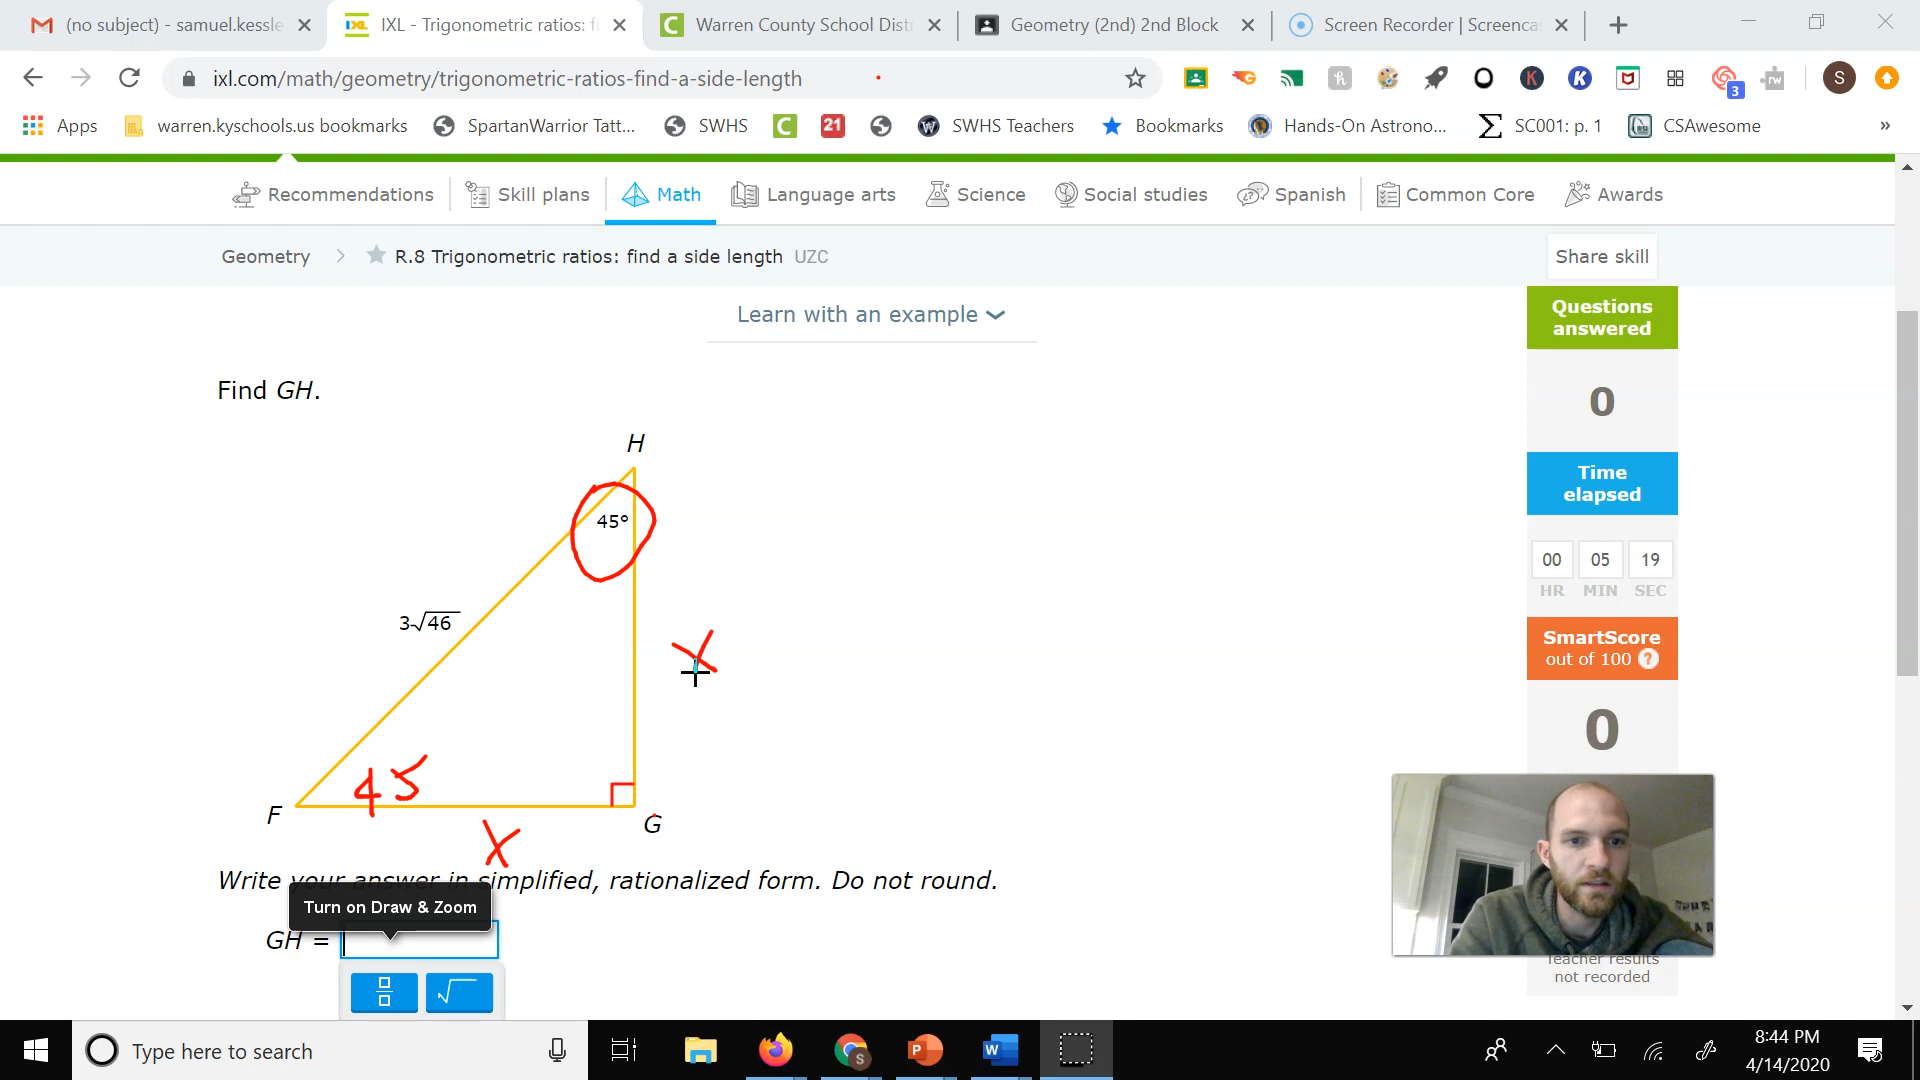 (no subject) - samuel.kessle
IXL - Trigonometric ratios: fi
Warren County School Distr
Geometry (2nd) 2nd Block
Screen Recorder | Screencas
ixl.com/math/geometry/trigonometric-ratios-find-a-side-length
3
S
Apps
warren.kyschools.us bookmarks
SpartanWarrior Tatt...
SWHS
21
SWHS Teachers
Bookmarks
Hands-On Astrono...
SC001: p. 1
CSAwesome
»
Recommendations
Skill plans
Math
Language arts
Science
Social studies
Spanish
Common Core
Awards
Geometry
R.8 Trigonometric ratios: find a side length UZC
Share skill
Learn with an example
Questions answered
0
Time elapsed
00 05 19
HR MIN SEC
SmartScore
out of 100 ?
0
Teacher results
not recorded
Find GH.
H
45°
3√46
X
45
F
G
X
Write your answer in simplified, rationalized form. Do not round.
Turn on Draw & Zoom
GH =
Type here to search
8:44 PM
4/14/2020